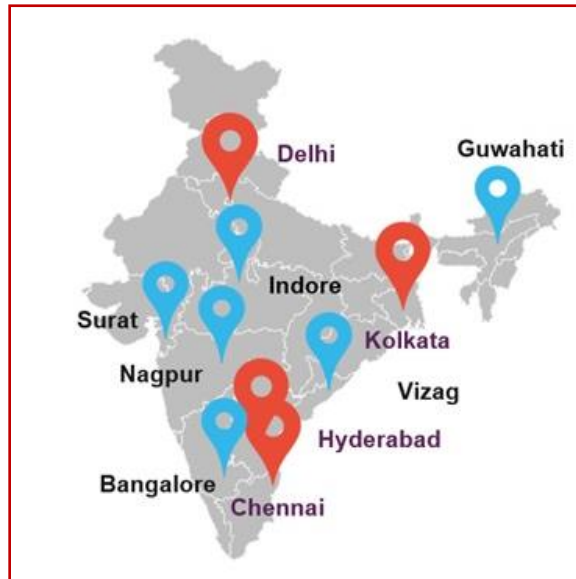 Delhi
Guwahati
Indore
Surat
Kolkata
Nagpur
Vizag
Hyderabad
Bangalore
Chennai